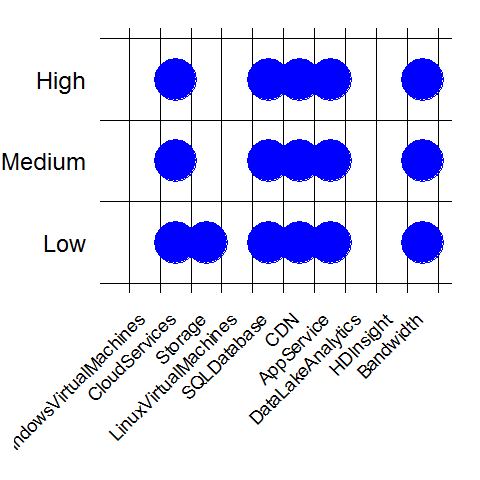 High
Medium
Low
ndowsVirtualMachines
CloudServices
Storage
LinuxVirtualMachines
SQLDatabase
CDN
AppService
DataLakeAnalytics
HDInsight
Bandwidth